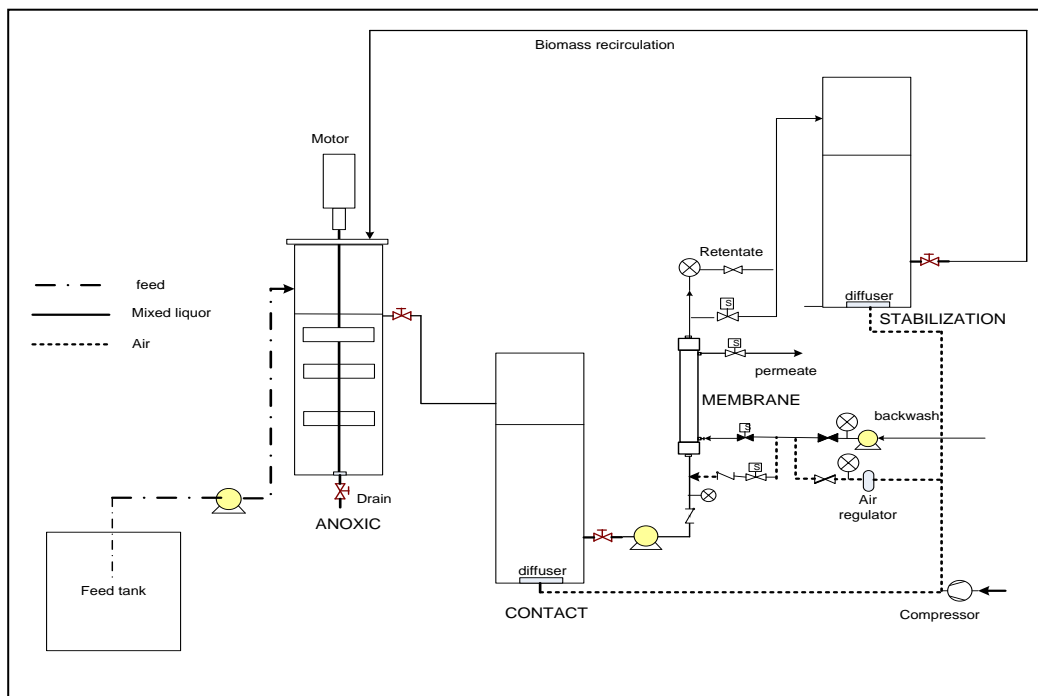 Biomass recirculation
Motor
Retentate
feed
Mixed liquor
Air
diffuser
STABILIZATION
S
S
permeate
MEMBRANE
backwash
S
S
Drain
ANOXIC
Air
regulator
Feed tank
diffuser
CONTACT
Compressor